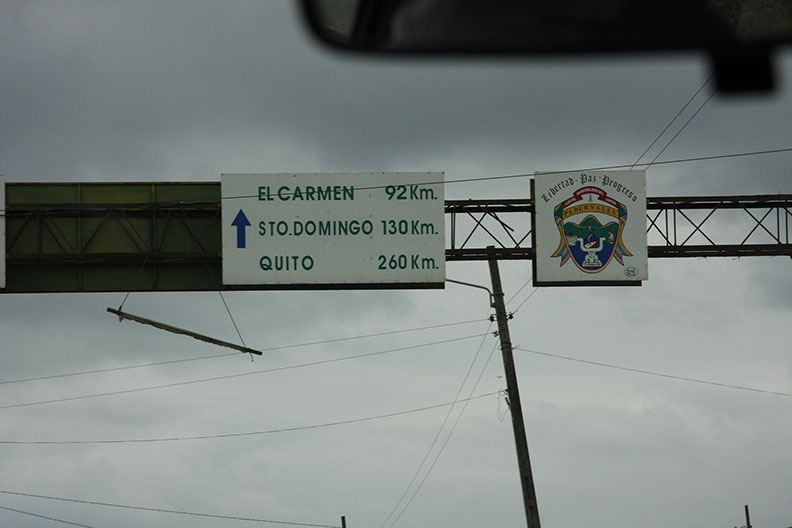 EL CARMEN 92 Km.
STO. DOMINGO 130 Km.
QUITO 260 Km.
Libertad - Paz - Progreso
PEDERNALES